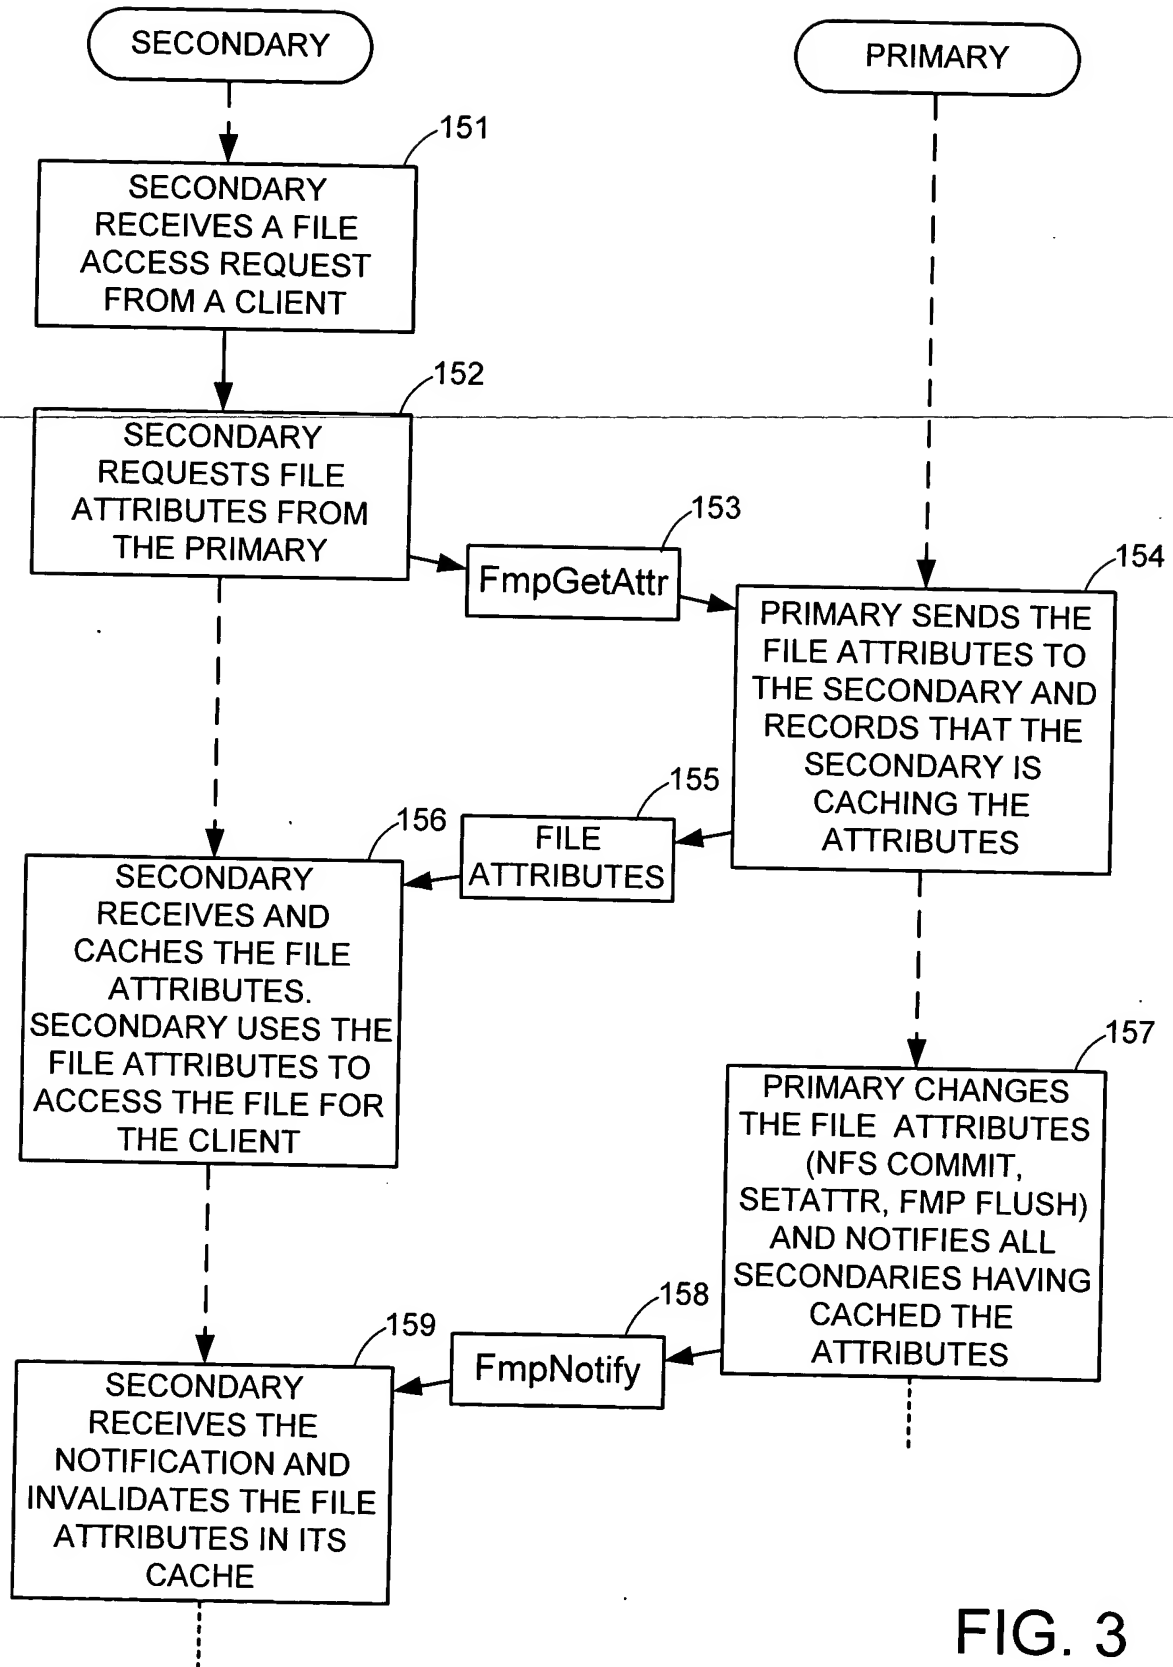 SECONDARY
PRIMARY
151
SECONDARY
RECEIVES A FILE
ACCESS REQUEST
FROM A CLIENT
152
SECONDARY
REQUESTS FILE
ATTRIBUTES FROM
THE PRIMARY
153
FmpGetAttr
154
PRIMARY SENDS THE
FILE ATTRIBUTES TO
THE SECONDARY AND
RECORDS THAT THE
SECONDARY IS
CACHING THE
ATTRIBUTES
155
FILE
ATTRIBUTES
156
SECONDARY
RECEIVES AND
CACHES THE FILE
ATTRIBUTES.
SECONDARY USES THE
FILE ATTRIBUTES TO
ACCESS THE FILE FOR
THE CLIENT
157
PRIMARY CHANGES
THE FILE ATTRIBUTES
(NFS COMMIT,
SETATTR, FMP FLUSH)
AND NOTIFIES ALL
SECONDARIES HAVING
CACHED THE
ATTRIBUTES
158
FmpNotify
159
SECONDARY
RECEIVES THE
NOTIFICATION AND
INVALIDATES THE FILE
ATTRIBUTES IN ITS
CACHE
FIG. 3